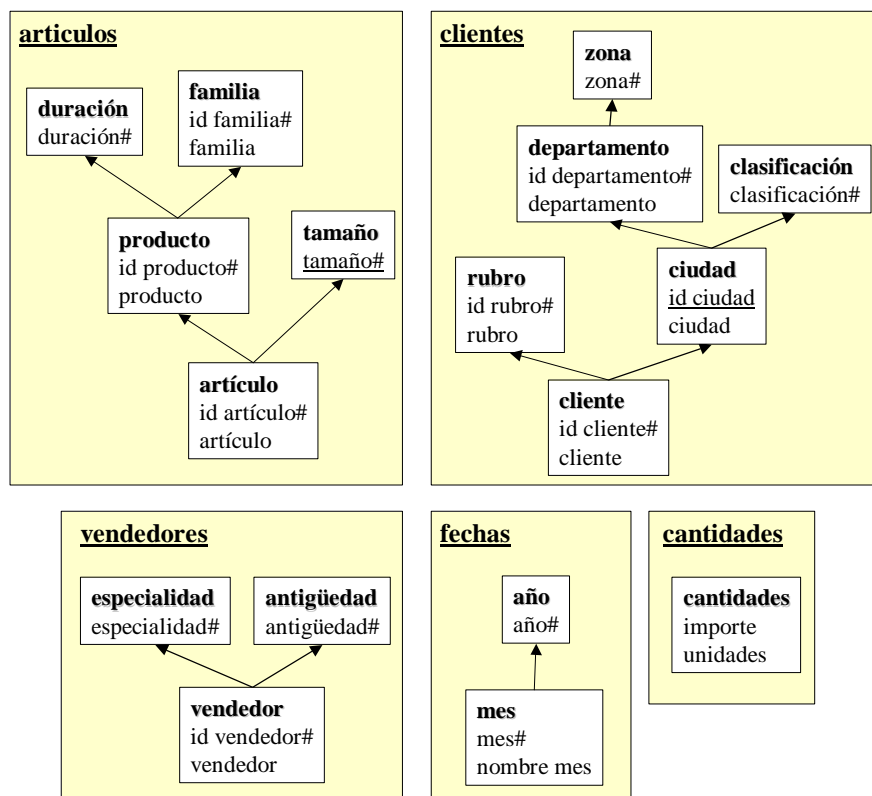 articulos
duración
duración#
familia
id familia#
familia
producto
id producto#
producto
tamaño
tamaño#
artículo
id artículo#
artículo
clientes
zona
zona#
departamento
id departamento#
departamento
clasificación
clasificación#
rubro
id rubro#
rubro
ciudad
id ciudad
ciudad
cliente
id cliente#
cliente
vendedores
especialidad
especialidad#
antigüedad
antigüedad#
vendedor
id vendedor#
vendedor
fechas
año
año#
mes
mes#
nombre mes
cantidades
cantidades
importe
unidades